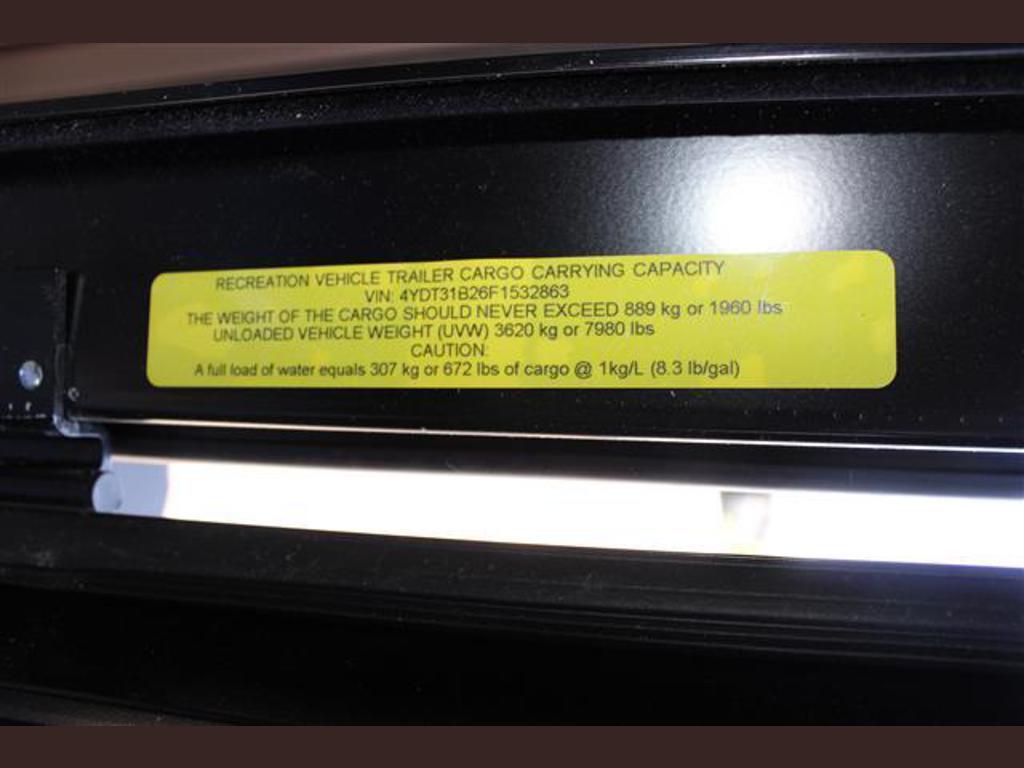 RECREATION VEHICLE TRAILER CARGO CARRYING CAPACITY
VIN: 4YDT31B26F1532863
THE WEIGHT OF THE CARGO SHOULD NEVER EXCEED 889 kg or 1960 lbs
UNLOADED VEHICLE WEIGHT (UVW) 3620 kg or 7980 lbs
CAUTION:
A full load of water equals 307 kg or 672 lbs of cargo @ 1kg/L (8.3 lb/gal)